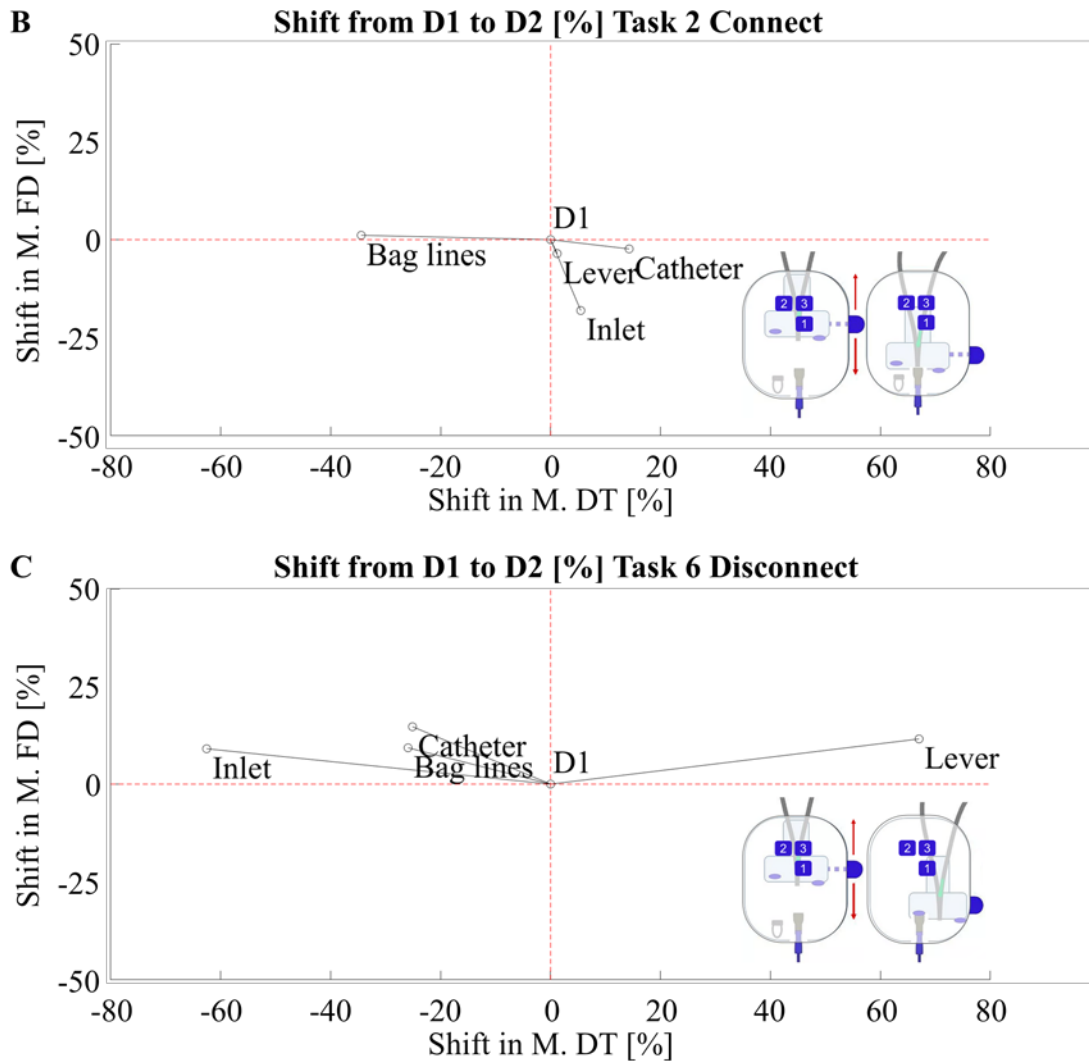 B
Shift from D1 to D2 [%] Task 2 Connect
Shift in M. FD [%]
50
25
0
-25
-50
D1
Bag lines
Lever
Catheter
Inlet
2 3 2 3
1 1
-80 -60 -40 -20 0 20 40 60 80
Shift in M. DT [%]
C
Shift from D1 to D2 [%] Task 6 Disconnect
Shift in M. FD [%]
50
25
0
-25
-50
Catheter
Inlet
Bag lines
D1
Lever
2 3 2 3
1 1
-80 -60 -40 -20 0 20 40 60 80
Shift in M. DT [%]